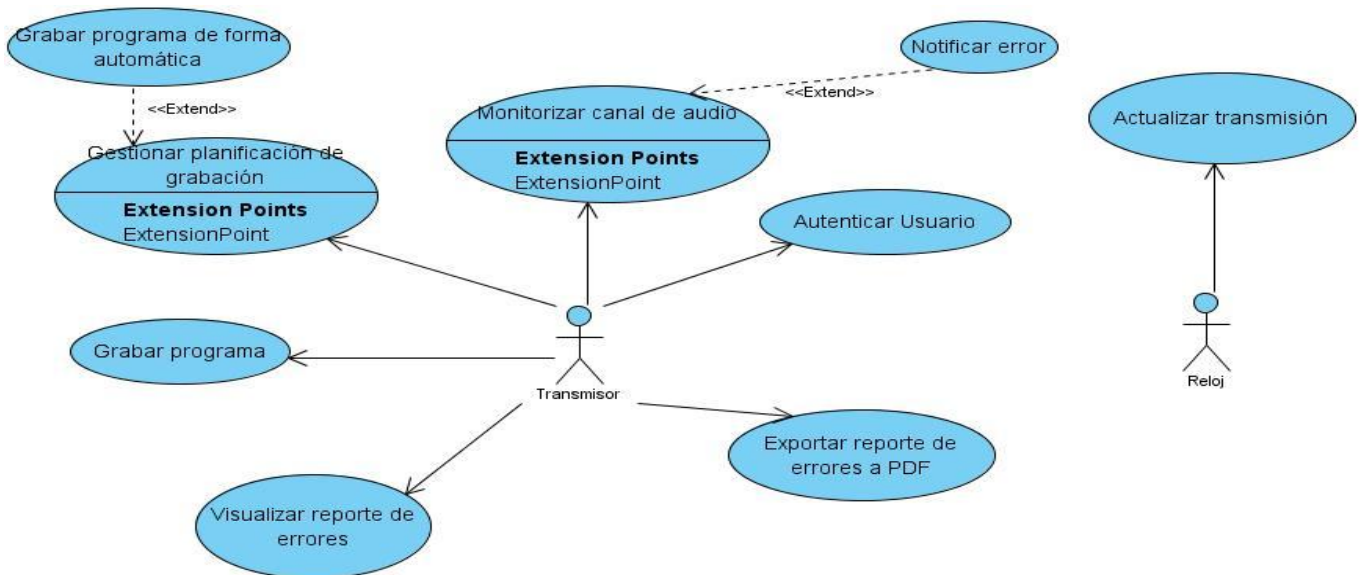 Grabar programa de forma
automática
<<Extend>>
Gestionar planificación de
grabación
Extension Points
ExtensionPoint
Notificar error
<<Extend>>
Monitorizar canal de audio
Extension Points
ExtensionPoint
Actualizar transmisión
Autenticar Usuario
Grabar programa
Transmisor
Reloj
Exportar reporte de
errores a PDF
Visualizar reporte de
errores